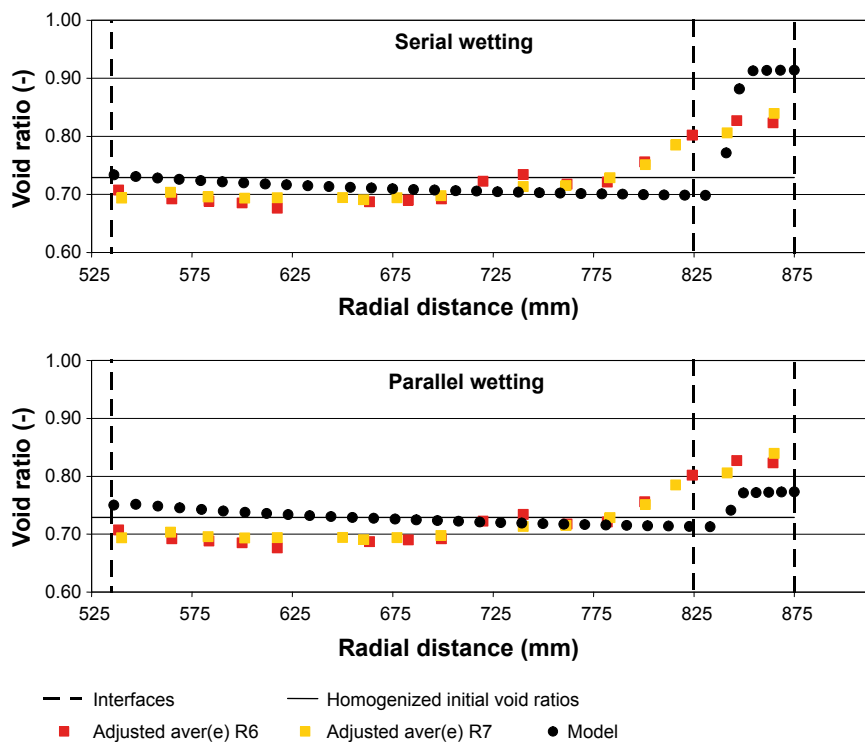 Serial wetting
Void ratio (-)
1.00
0.90
0.80
0.70
0.60
525 575 625 675 725 775 825 875
Radial distance (mm)
Parallel wetting
Void ratio (-)
1.00
0.90
0.80
0.70
0.60
525 575 625 675 725 775 825 875
Radial distance (mm)
Interfaces Homogenized initial void ratios
Adjusted aver(e) R6 Adjusted aver(e) R7 Model